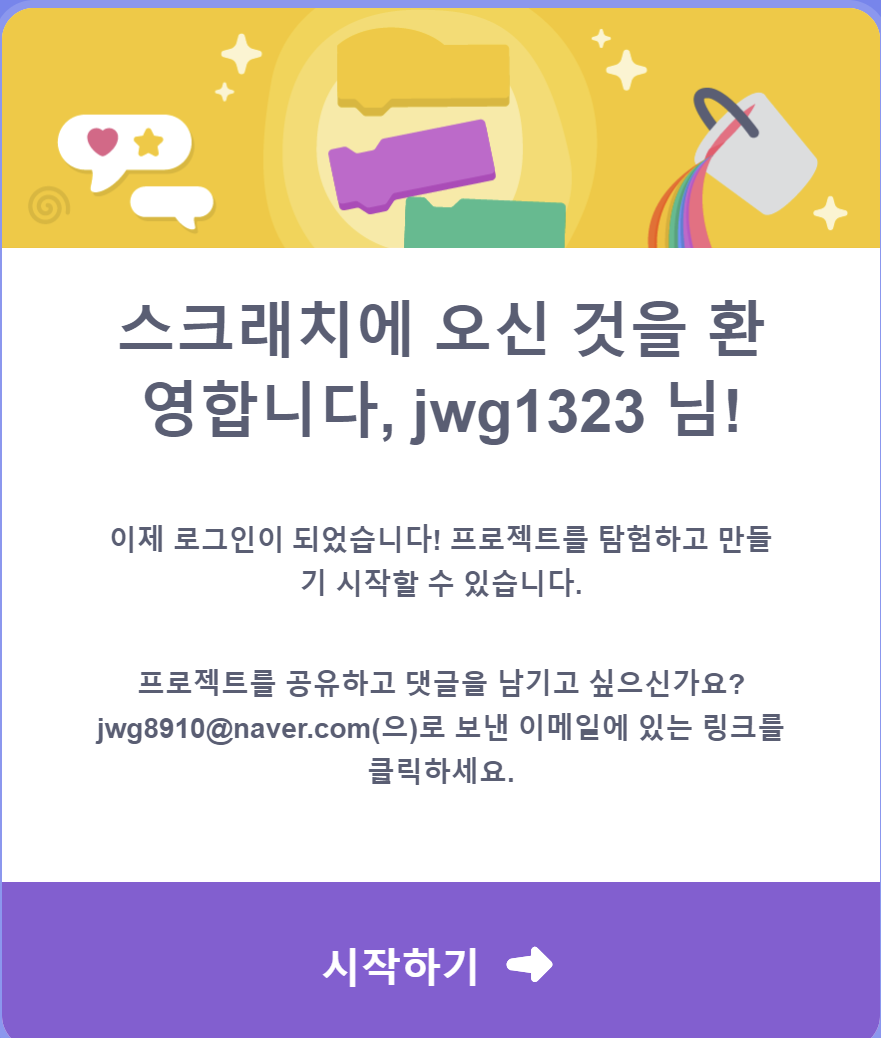 스크래치에 오신 것을 환
영합니다, jwg1323 님!
이제 로그인이 되었습니다! 프로젝트를 탐험하고 만들
기 시작할 수 있습니다.
프로젝트를 공유하고 댓글을 남기고 싶으신가요?
jwg8910@naver.com(으)로 보낸 이메일에 있는 링크를
클릭하세요.
시작하기